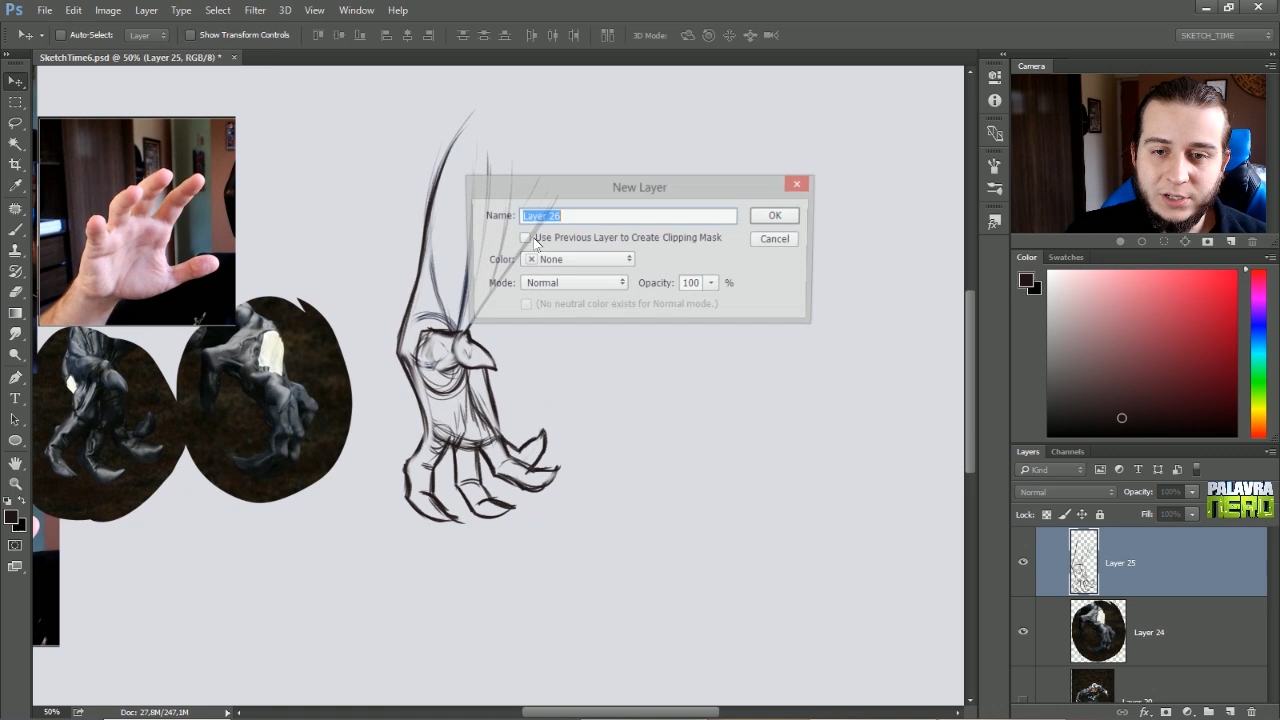 Ps File Edit Image Layer Type Select Filter 3D View Window Help
Auto-Select: Layer Show Transform Controls 3D Mode: SKETCH_TIME
SketchTime6.psd @ 50% (Layer 25, RGB/8) *
Camera
New Layer
Name: Layer 26 OK
Use Previous Layer to Create Clipping Mask Cancel
Color: None
Mode: Normal Opacity: 100 %
(No neutral color exists for Normal mode.)
Color Swatches
Layers Channels
Kind
Normal Opacity: 100%
Lock: Fill: 100%
PALAVRA
NERD
Layer 25
Layer 24
50% Doc: 27,8M/247,1M